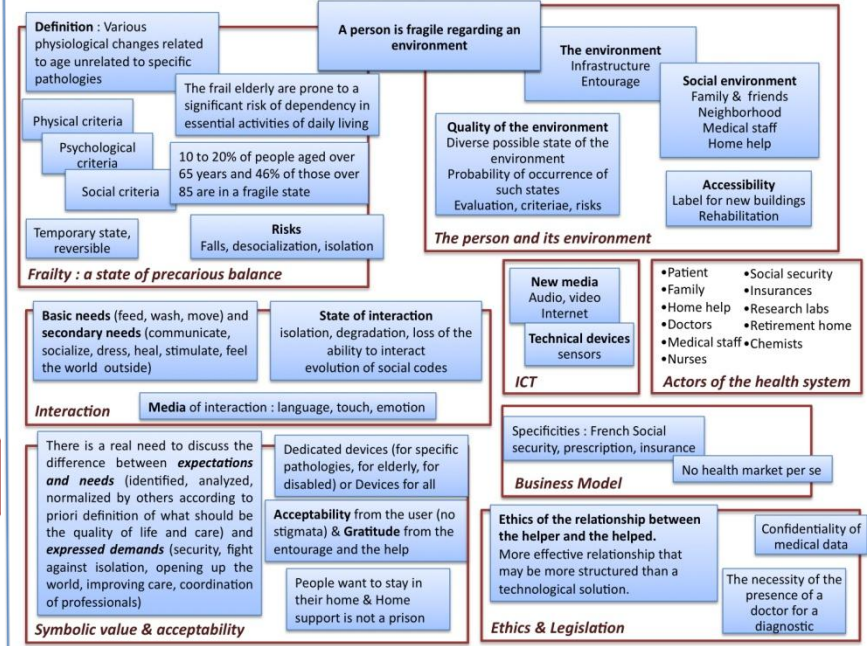 Definition : Various
physiological changes related
to age unrelated to specific
pathologies
The frail elderly are prone to a
significant risk of dependency in
essential activities of daily living
Physical criteria
Psychological
criteria
Social criteria
10 to 20% of people aged over
65 years and 46% of those over
85 are in a fragile state
Temporary state,
reversible
Risks
Falls, desocialization, isolation
Frailty : a state of precarious balance
A person is fragile regarding an
environment
The environment
Infrastructure
Entourage
Social environment
Family & friends
Neighborhood
Medical staff
Home help
Quality of the environment
Diverse possible state of the
environment
Probability of occurrence of
such states
Evaluation, criteriae, risks
Accessibility
Label for new buildings
Rehabilitation
The person and its environment
Basic needs (feed, wash, move) and
secondary needs (communicate,
socialize, dress, heal, stimulate, feel
the world outside)
State of interaction
isolation, degradation, loss of the
ability to interact
evolution of social codes
Media of interaction : language, touch, emotion
Interaction
New media
Audio, video
Internet
Technical devices
sensors
ICT
•Patient
•Family
•Home help
•Doctors
•Medical staff
•Nurses
•Social security
•Insurances
•Research labs
•Retirement home
•Chemists
Actors of the health system
Specificities : French Social
security, prescription, insurance
No health market per se
Business Model
There is a real need to discuss the
difference between expectations
and needs (identified, analyzed,
normalized by others according to
priori definition of what should be
the quality of life and care) and
expressed demands (security, fight
against isolation, opening up the
world, improving care, coordination
of professionals)
Dedicated devices (for specific
pathologies, for elderly, for
disabled) or Devices for all
Acceptability from the user (no
stigmata) & Gratitude from the
entourage and the help
People want to stay in
their home & Home
support is not a prison
Symbolic value & acceptability
Ethics of the relationship between
the helper and the helped.
More effective relationship that
may be more structured than a
technological solution.
Confidentiality of
medical data
The necessity of the
presence of a
doctor for a
diagnostic
Ethics & Legislation